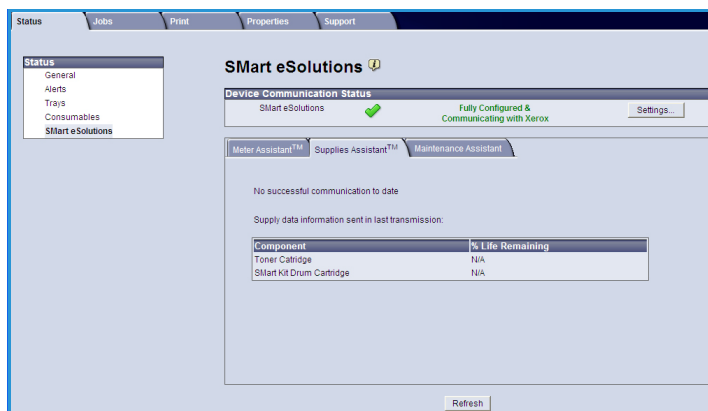 Status Jobs Print Properties Support
Status
General
Alerts
Trays
Consumables
SMart eSolutions
SMart eSolutions
Device Communication Status
SMart eSolutions
Fully Configured &
Communicating with Xerox
Settings...
Meter Assistant™ Supplies Assistant™ Maintenance Assistant
No successful communication to date
Supply data information sent in last transmission:
Component % Life Remaining
Toner Catridge N/A
SMart Kit Drum Cartridge N/A
Refresh